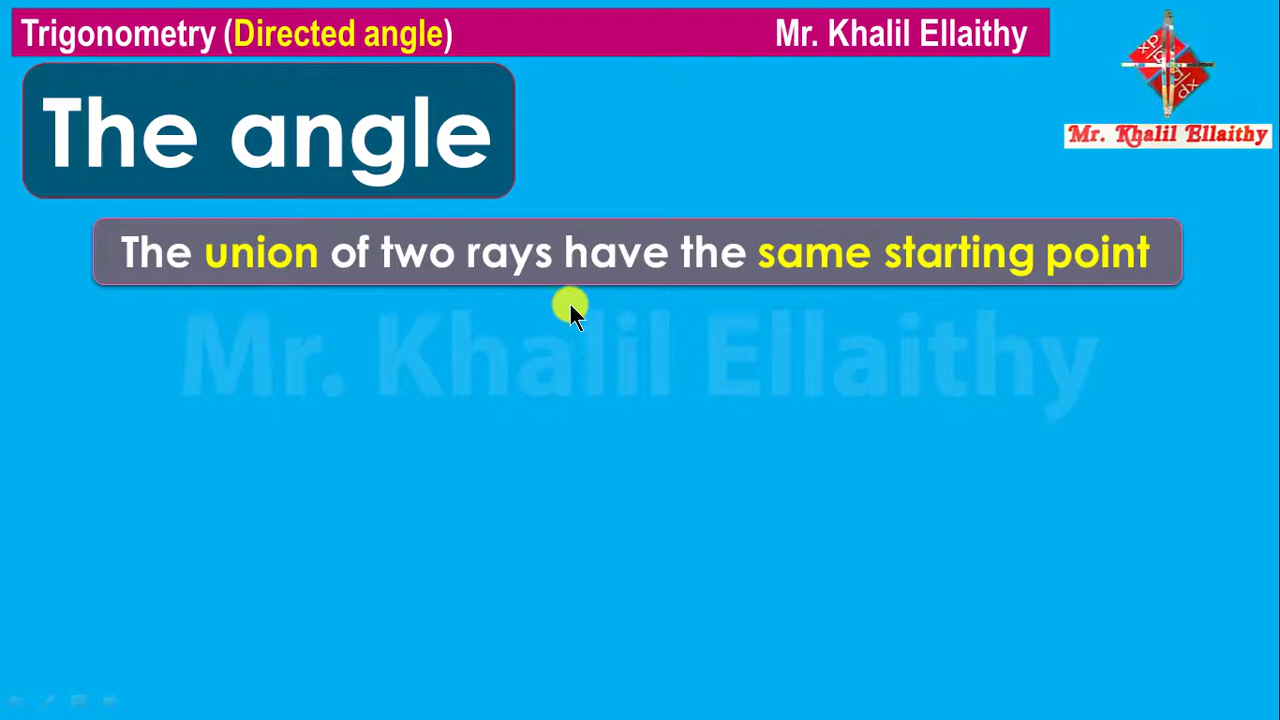 Trigonometry (Directed angle) Mr. Khalil Ellaithy
Mr. Khalil Ellaithy
The angle
The union of two rays have the same starting point
Mr. Khalil Ellaithy